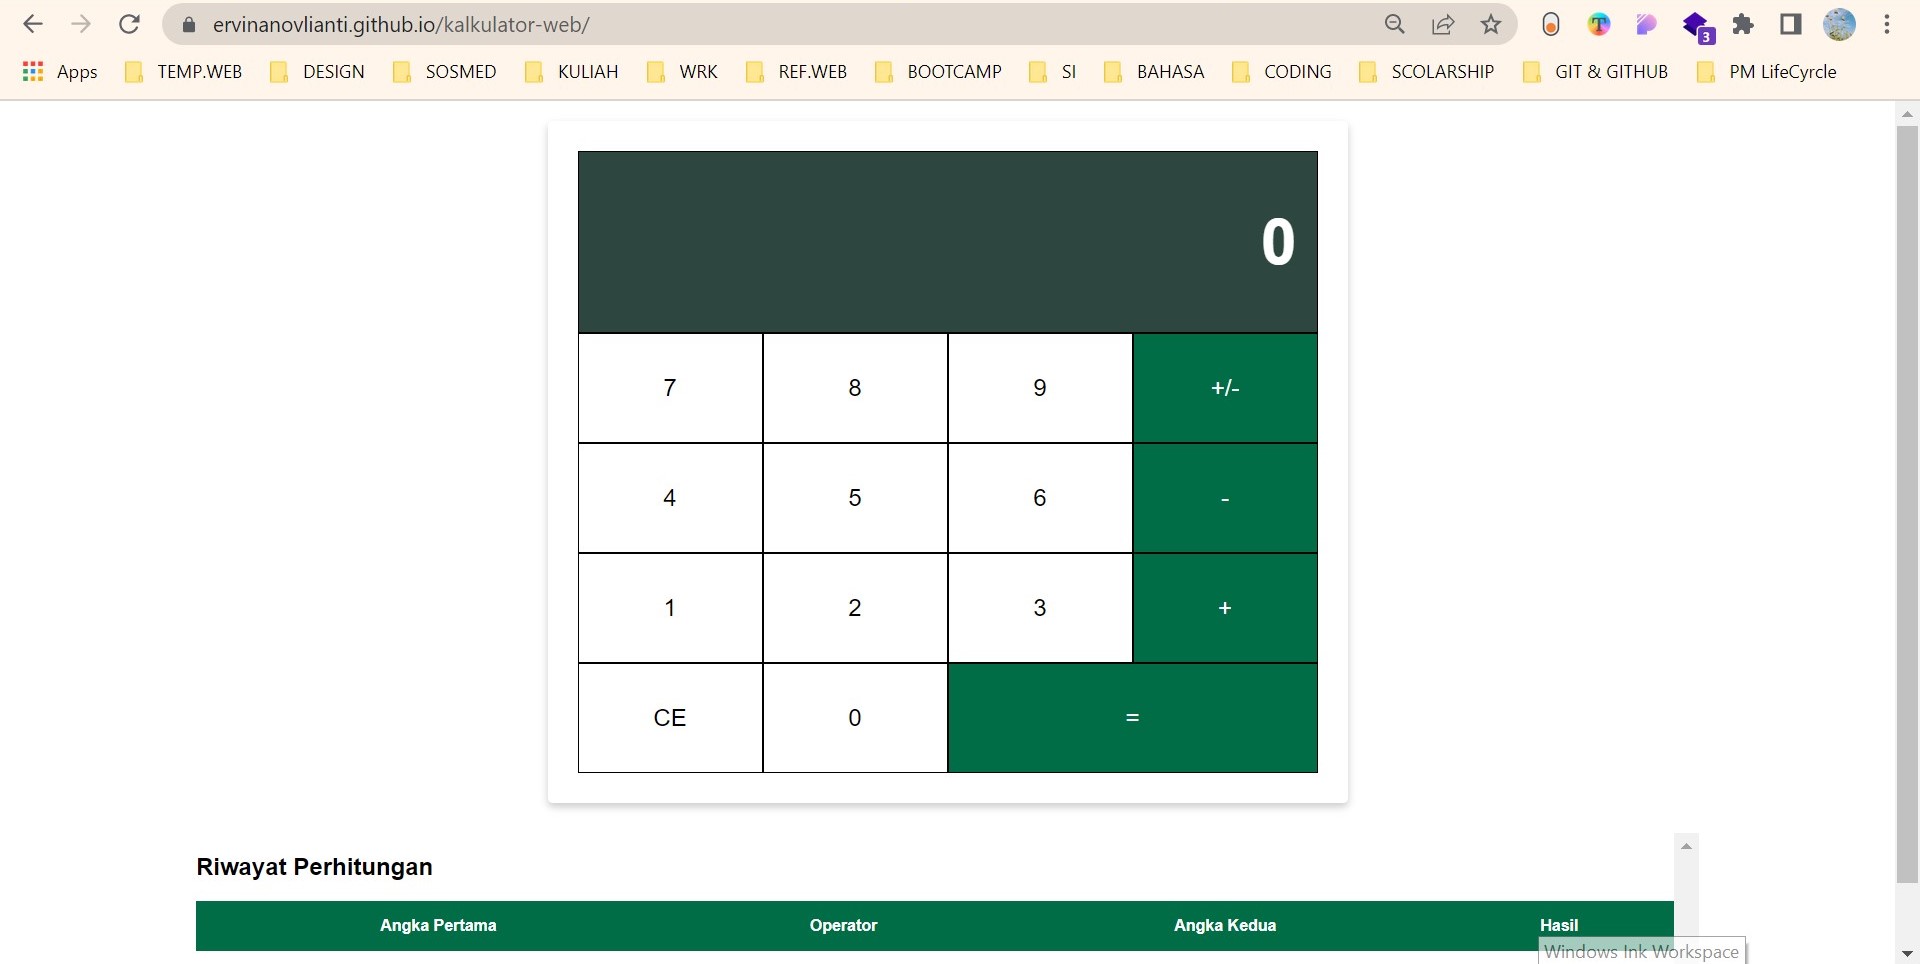 ervinanovlianti.github.io/kalkulator-web/
3
Apps TEMP.WEB DESIGN SOSMED KULIAH WRK REF.WEB BOOTCAMP SI BAHASA CODING SCOLARSHIP GIT & GITHUB PM LifeCyrcle
0
7 8 9 +/-
4 5 6 -
1 2 3 +
CE 0 =
Riwayat Perhitungan
Angka Pertama Operator Angka Kedua Hasil
Windows Ink Workspace